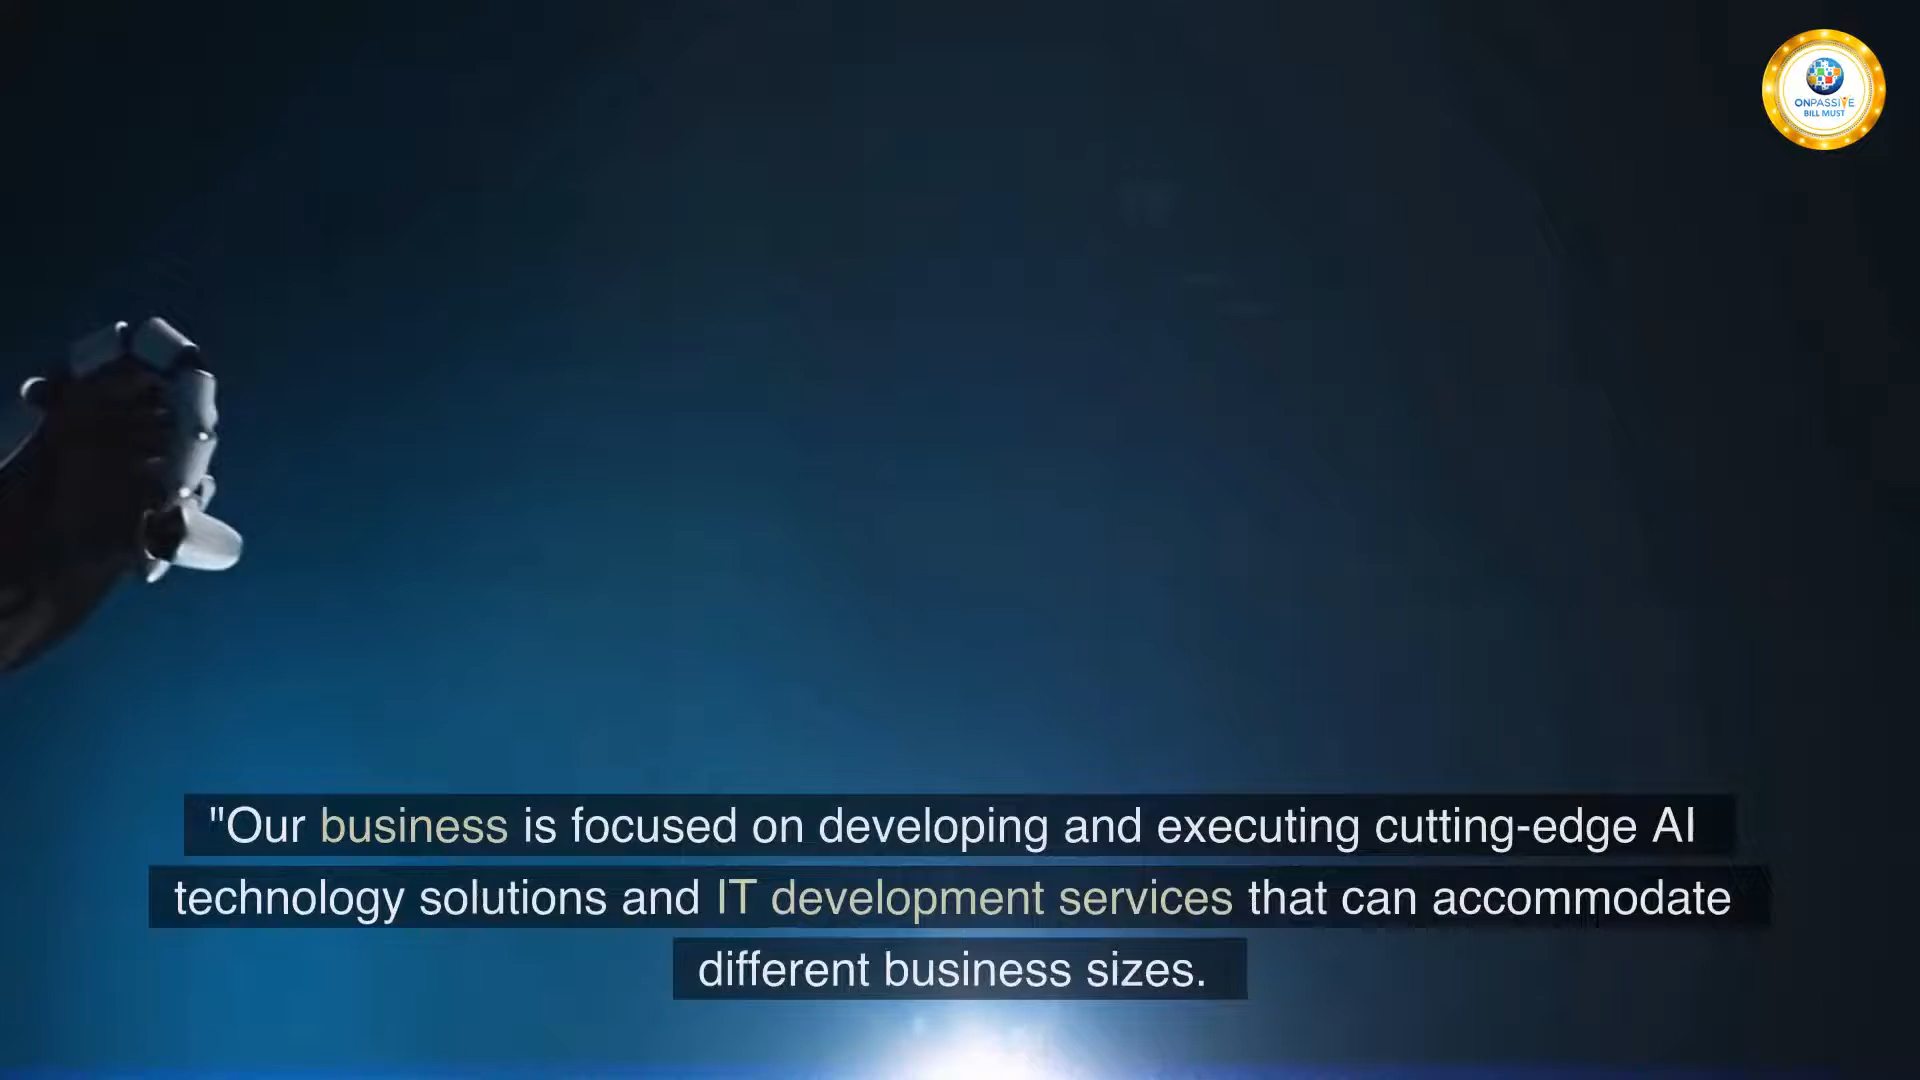 ONPASSIVE
BILL MUST
"Our business is focused on developing and executing cutting-edge AI
technology solutions and IT development services that can accommodate
different business sizes.